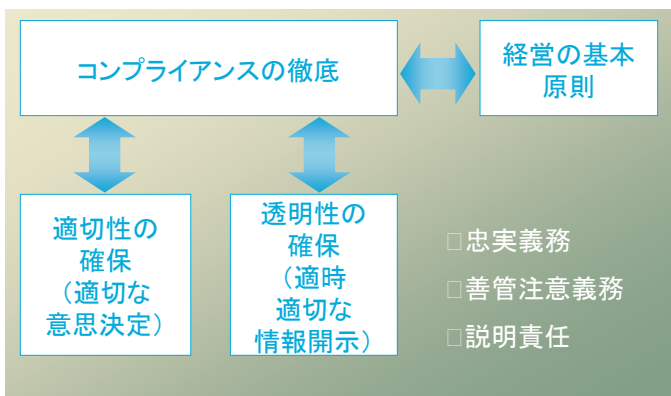 コンプライアンスの徹底
経営の基本
原則
適切性の
確保
（適切な
意思決定）
透明性の
確保
（適時
適切な
情報開示）
□忠実義務
□善管注意義務
□説明責任